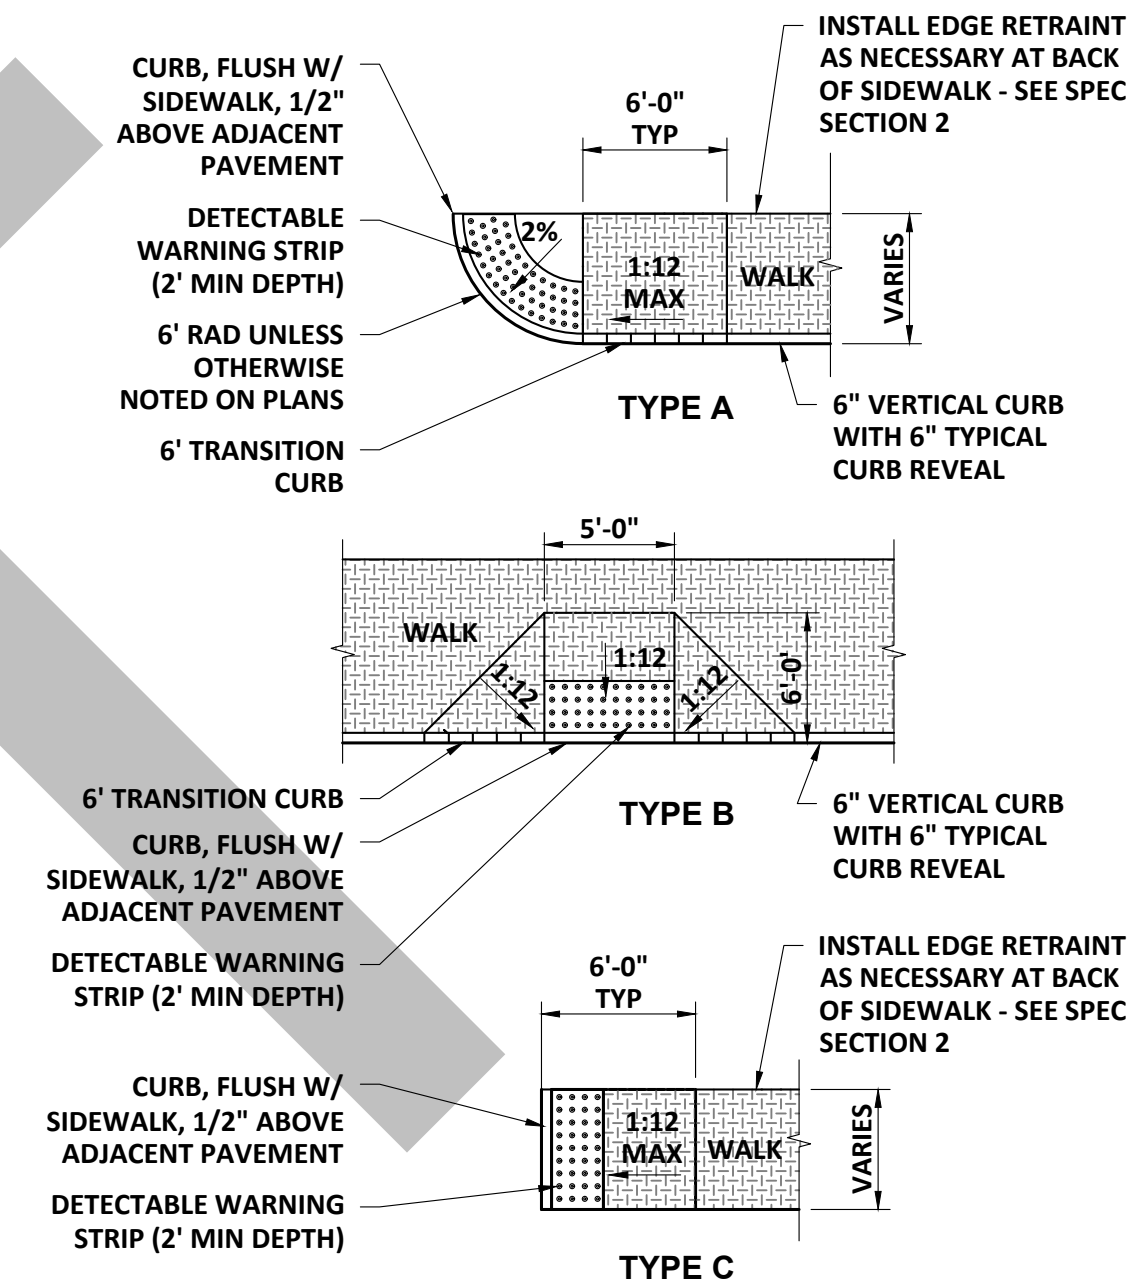 CURB, FLUSH W/
SIDEWALK, 1/2"
ABOVE ADJACENT
PAVEMENT
DETECTABLE
WARNING STRIP
(2' MIN DEPTH)
6' RAD UNLESS
OTHERWISE
NOTED ON PLANS
6' TRANSITION
CURB
6'-0"
TYP
INSTALL EDGE RETRAINT
AS NECESSARY AT BACK
OF SIDEWALK - SEE SPEC
SECTION 2
2%
1:12
MAX
WALK
VARIES
TYPE A
6" VERTICAL CURB
WITH 6" TYPICAL
CURB REVEAL
5'-0"
WALK
1:12
1:12
1:12
6'-0'
6' TRANSITION CURB
CURB, FLUSH W/
SIDEWALK, 1/2" ABOVE
ADJACENT PAVEMENT
DETECTABLE WARNING
STRIP (2' MIN DEPTH)
TYPE B
6" VERTICAL CURB
WITH 6" TYPICAL
CURB REVEAL
6'-0"
TYP
INSTALL EDGE RETRAINT
AS NECESSARY AT BACK
OF SIDEWALK - SEE SPEC
SECTION 2
CURB, FLUSH W/
SIDEWALK, 1/2" ABOVE
ADJACENT PAVEMENT
DETECTABLE WARNING
STRIP (2' MIN DEPTH)
1:12
MAX
WALK
VARIES
TYPE C